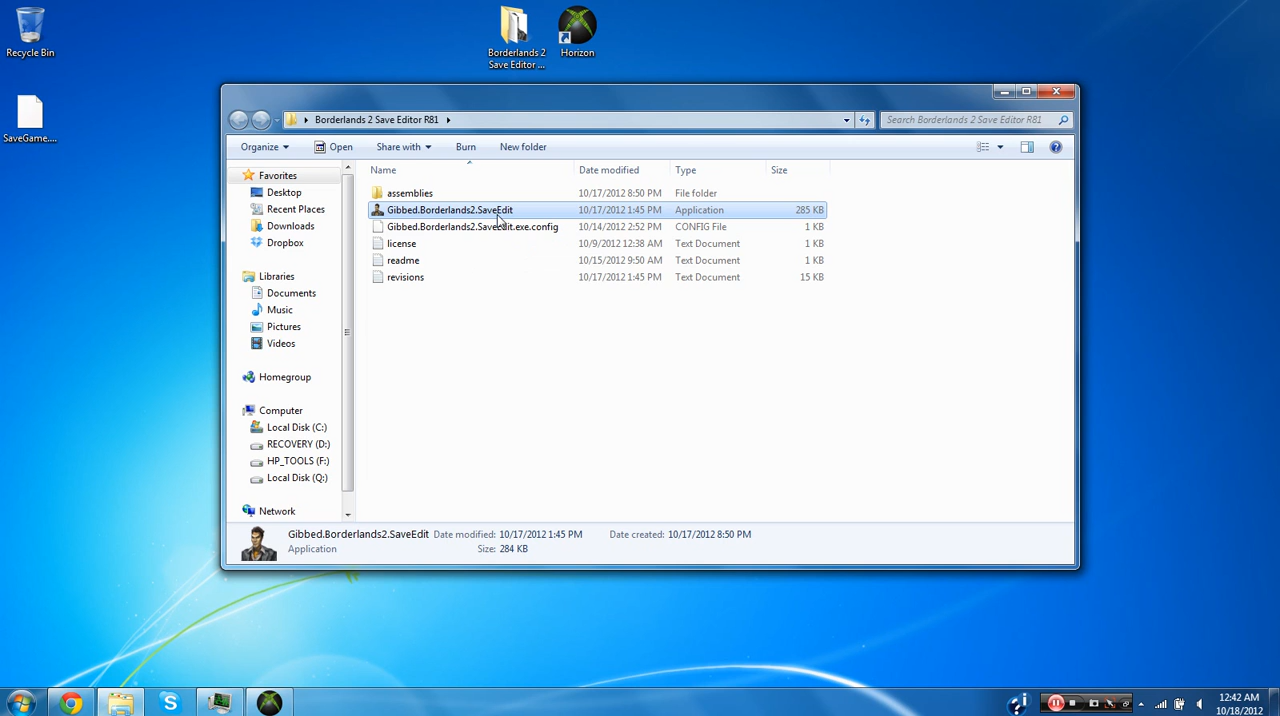 Recycle Bin
Borderlands 2
Save Editor ...
Horizon
SaveGame....
Borderlands 2 Save Editor R81
Search Borderlands 2 Save Editor R81
Organize Open Share with Burn New folder
Name Date modified Type Size
Favorites
Desktop
Recent Places
Downloads
Dropbox
Libraries
Documents
Music
Pictures
Videos
Homegroup
Computer
Local Disk (C:)
RECOVERY (D:)
HP_TOOLS (F:)
Local Disk (Q:)
Network
assemblies 10/17/2012 8:50 PM File folder
Gibbed.Borderlands2.SaveEdit 10/17/2012 1:45 PM Application 285 KB
Gibbed.Borderlands2.SaveEdit.exe.config 10/14/2012 2:52 PM CONFIG File 1 KB
license 10/9/2012 12:38 AM Text Document 1 KB
readme 10/15/2012 9:50 AM Text Document 1 KB
revisions 10/17/2012 1:45 PM Text Document 15 KB
Gibbed.Borderlands2.SaveEdit Date modified: 10/17/2012 1:45 PM Date created: 10/17/2012 8:50 PM
Application Size: 284 KB
12:42 AM
10/18/2012